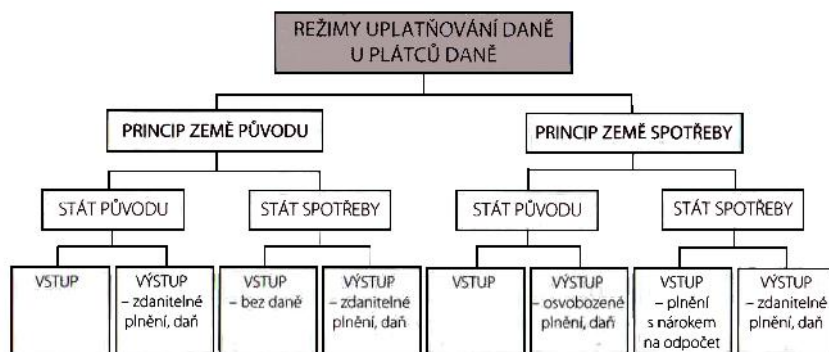 REŽIMY UPLATŇOVÁNÍ DANĚ
U PLÁTCŮ DANĚ
PRINCIP ZEMĚ PŮVODU
PRINCIP ZEMĚ SPOTŘEBY
STÁT PŮVODU
STÁT SPOTŘEBY
STÁT PŮVODU
STÁT SPOTŘEBY
VSTUP
VÝSTUP
– zdanitelné
plnění, daň
VSTUP
– bez daně
VÝSTUP
– zdanitelné
plnění, daň
VSTUP
VÝSTUP
– osvobozené
plnění, daň
VSTUP
– plnění
s nárokem
na odpočet
VÝSTUP
– zdanitelné
plnění, daň